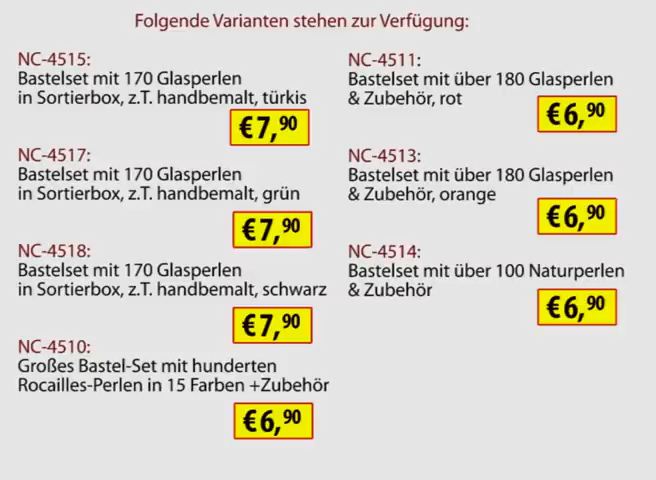 Folgende Varianten stehen zur Verfügung:
NC-4515:
Bastelset mit 170 Glasperlen
in Sortierbox, z.T. handbemalt, türkis
€7,90
NC-4517:
Bastelset mit 170 Glasperlen
in Sortierbox, z.T. handbemalt, grün
€7,90
NC-4518:
Bastelset mit 170 Glasperlen
in Sortierbox, z.T. handbemalt, schwarz
€7,90
NC-4510:
Großes Bastel-Set mit hunderten
Rocailles-Perlen in 15 Farben +Zubehör
€6,90
NC-4511:
Bastelset mit über 180 Glasperlen
& Zubehör, rot
€6,90
NC-4513:
Bastelset mit über 180 Glasperlen
& Zubehör, orange
€6,90
NC-4514:
Bastelset mit über 100 Naturperlen
& Zubehör
€6,90